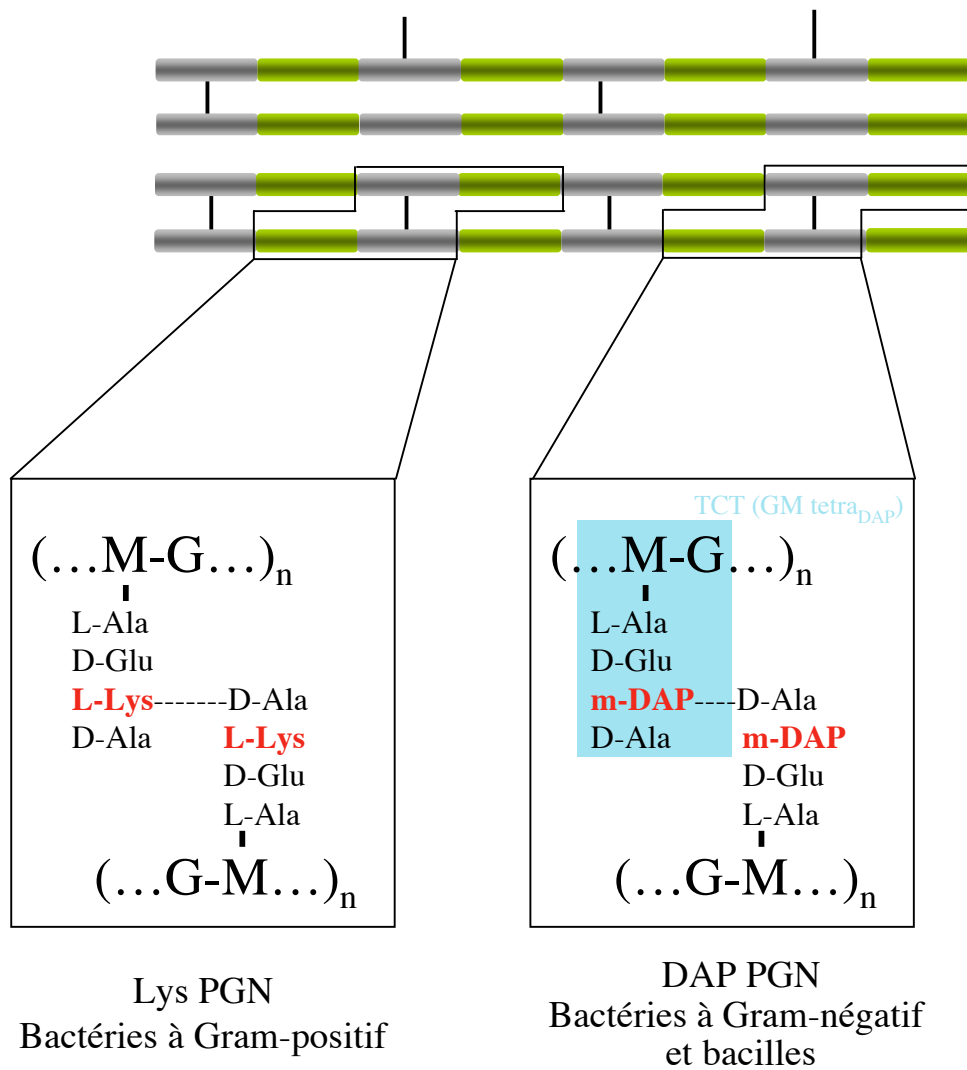 (…M-G…)n
L-Ala
D-Glu
L-Lys-------D-Ala
D-Ala L-Lys
D-Glu
L-Ala
(…G-M…)n
Lys PGN
Bactéries à Gram-positif
TCT (GM tetraDAP)
(…M-G…)n
L-Ala
D-Glu
m-DAP----D-Ala
D-Ala m-DAP
D-Glu
L-Ala
(…G-M…)n
DAP PGN
Bactéries à Gram-négatif
et bacilles